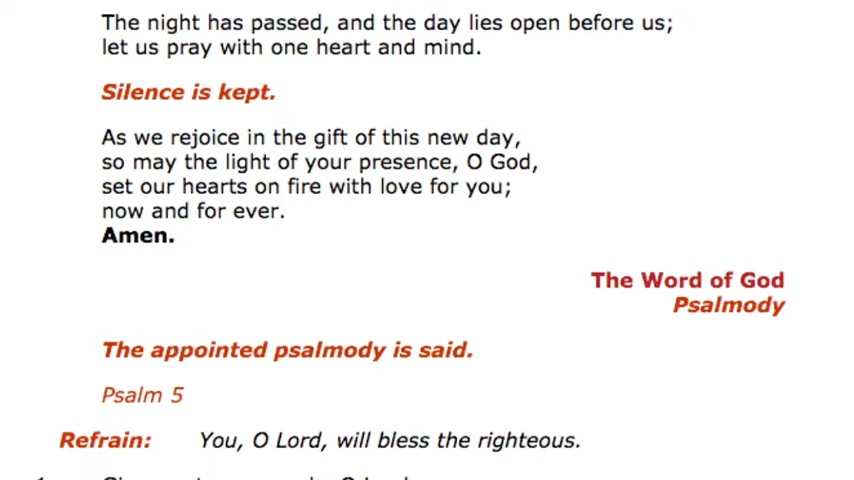 The night has passed, and the day lies open before us;
let us pray with one heart and mind.
Silence is kept.
As we rejoice in the gift of this new day,
so may the light of your presence, O God,
set our hearts on fire with love for you;
now and for ever.
Amen.
The Word of God
Psalmody
The appointed psalmody is said.
Psalm 5
Refrain: You, O Lord, will bless the righteous.